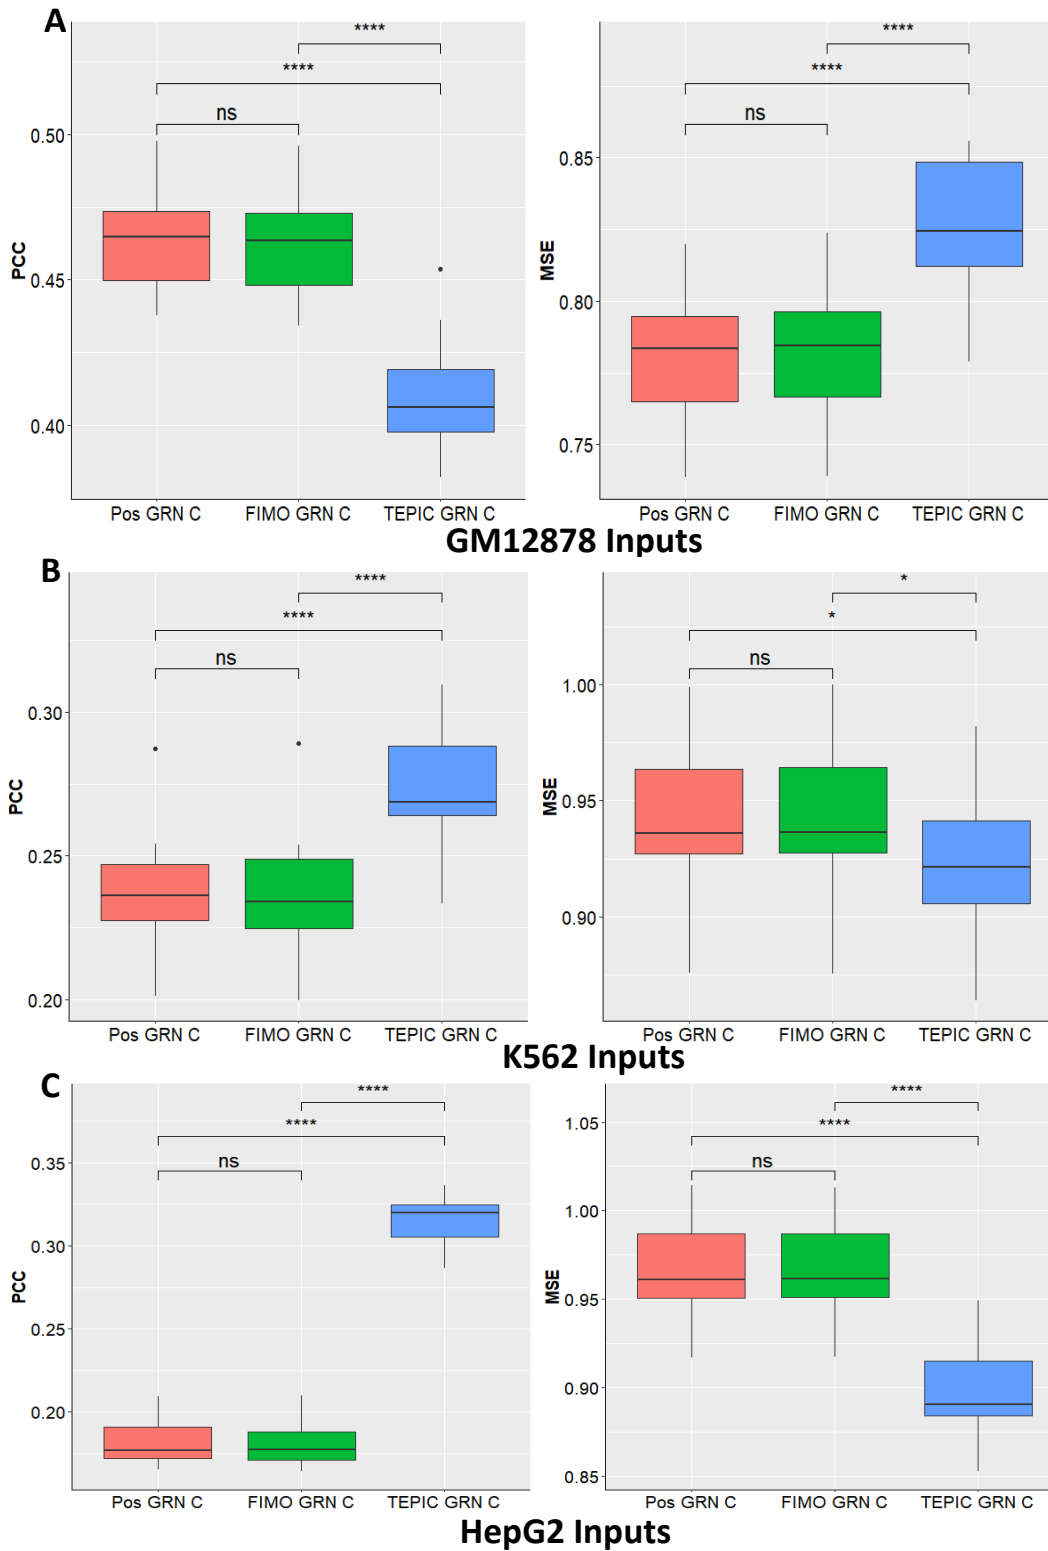 A
****
****
ns
0.50
0.45
0.40
PCC
Pos GRN C FIMO GRN C TEPIC GRN C
****
****
ns
0.85
0.80
0.75
MSE
Pos GRN C FIMO GRN C TEPIC GRN C
GM12878 Inputs
B
****
****
ns
0.30
0.25
0.20
PCC
Pos GRN C FIMO GRN C TEPIC GRN C
*
*
ns
1.00
0.95
0.90
MSE
Pos GRN C FIMO GRN C TEPIC GRN C
K562 Inputs
C
****
****
ns
0.35
0.30
0.25
0.20
PCC
Pos GRN C FIMO GRN C TEPIC GRN C
****
****
ns
1.05
1.00
0.95
0.90
0.85
MSE
Pos GRN C FIMO GRN C TEPIC GRN C
HepG2 Inputs